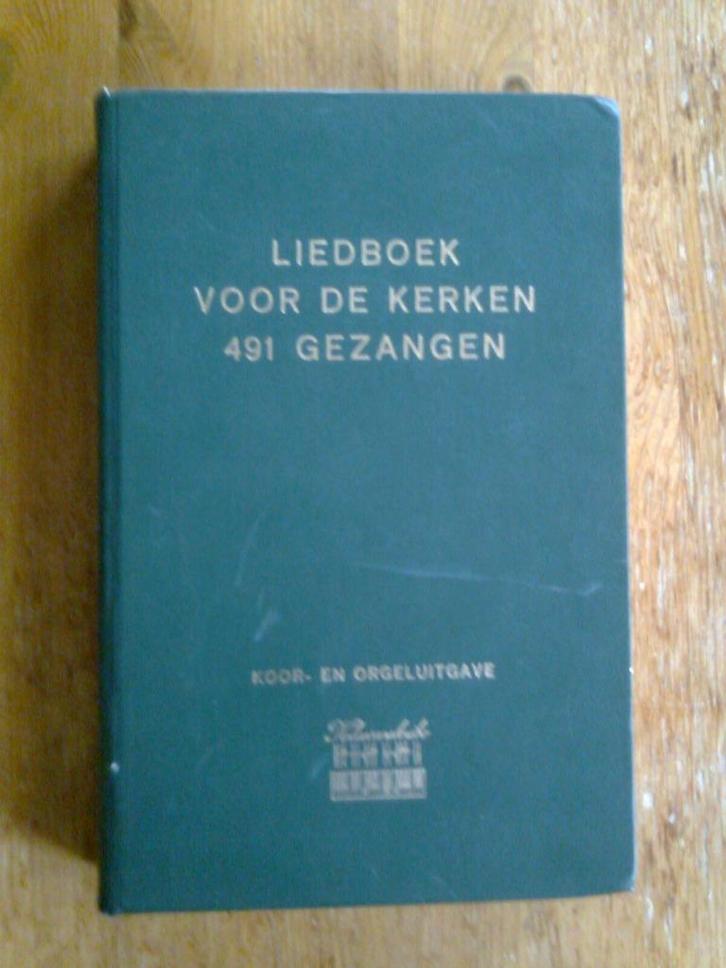 LIEDBOEK
VOOR DE KERKEN
491 GEZANGEN
KOOR- EN ORGELUITGAVE